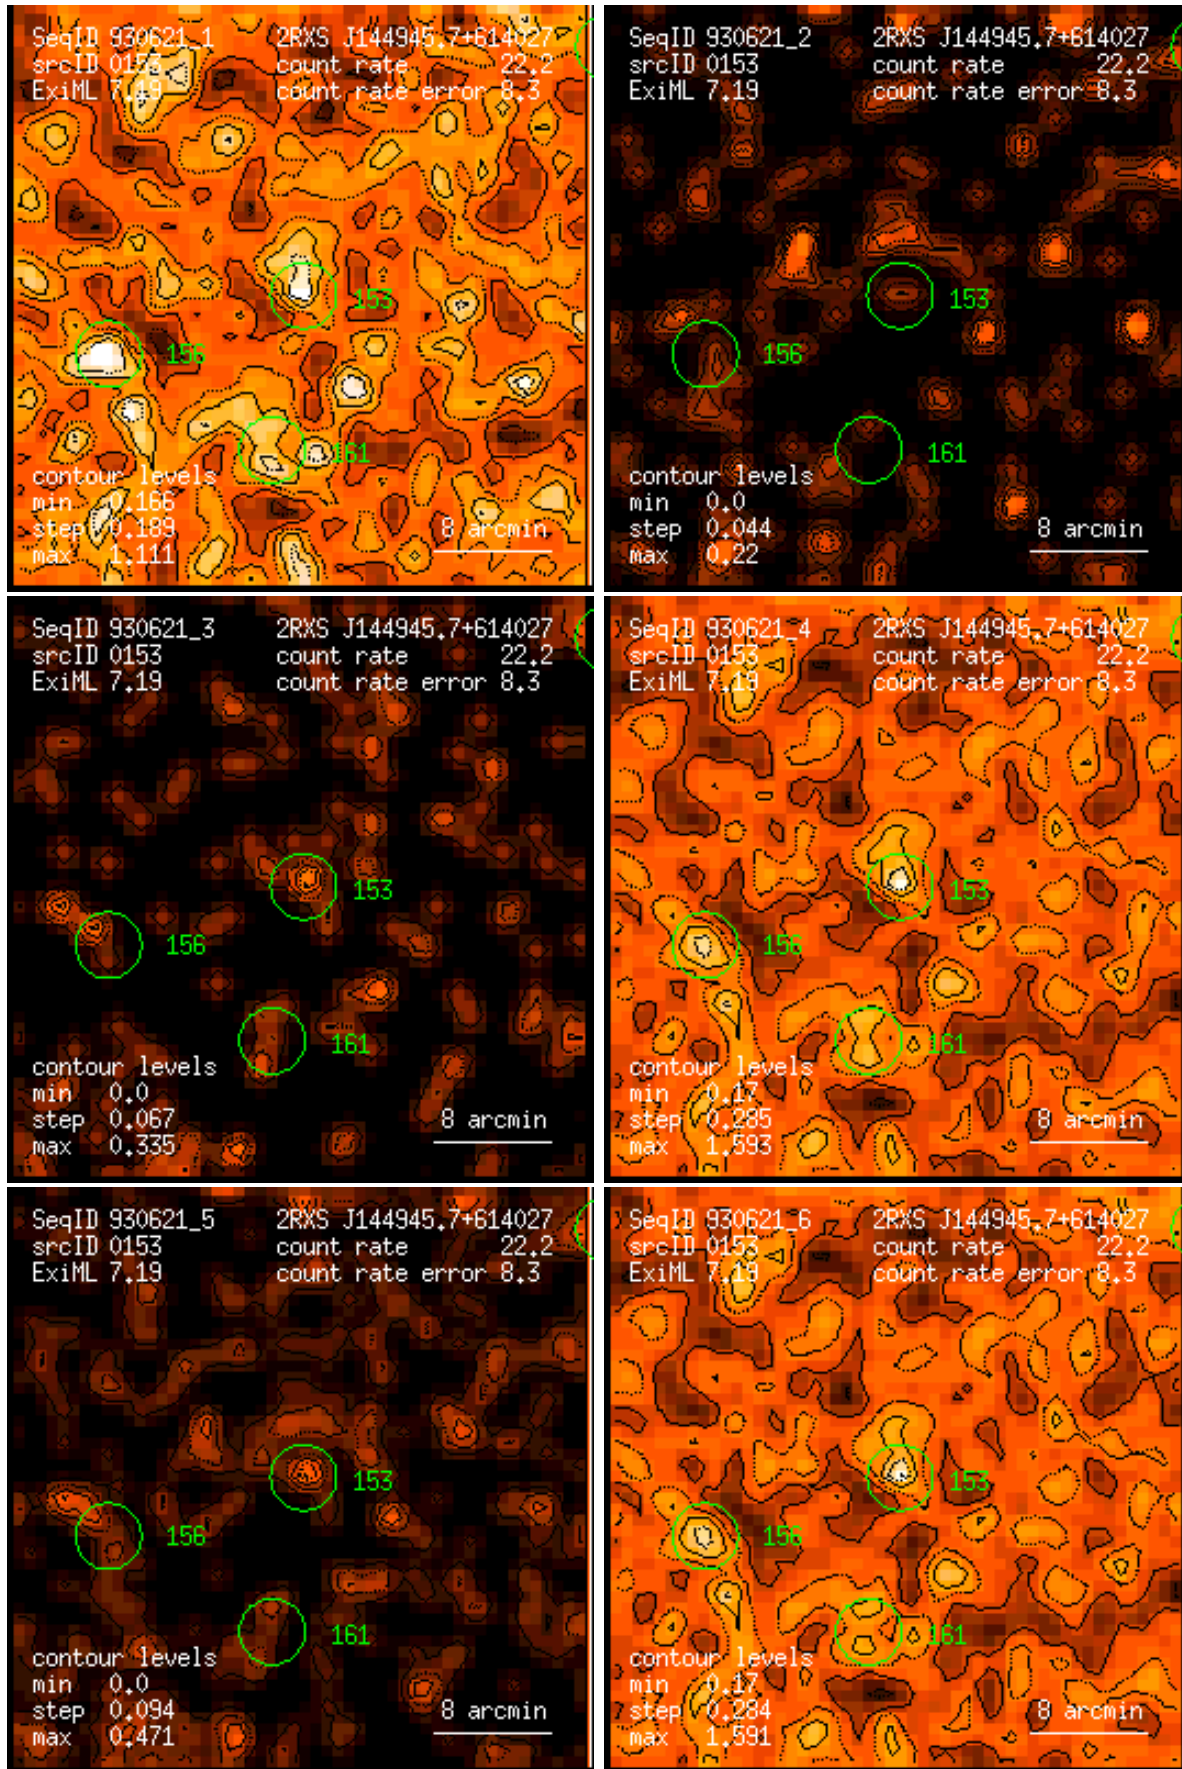 SeqID 930621_1 2RXS J144945.7+614027
srcID 0153 count rate 22.2
ExiML 7.19 count rate error 8.3
153
156
161
contour levels
min 0.166
step 0.189
max 1.111
8 arcmin
SeqID 930621_2 2RXS J144945.7+614027
srcID 0153 count rate 22.2
ExiML 7.19 count rate error 8.3
153
156
161
contour levels
min 0.0
step 0.044
max 0.22
8 arcmin
SeqID 930621_3 2RXS J144945.7+614027
srcID 0153 count rate 22.2
ExiML 7.19 count rate error 8.3
153
156
161
contour levels
min 0.0
step 0.067
max 0.335
8 arcmin
SeqID 930621_4 2RXS J144945.7+614027
srcID 0153 count rate 22.2
ExiML 7.19 count rate error 8.3
153
156
161
contour levels
min 0.17
step 0.285
max 1.593
8 arcmin
SeqID 930621_5 2RXS J144945.7+614027
srcID 0153 count rate 22.2
ExiML 7.19 count rate error 8.3
153
156
161
contour levels
min 0.0
step 0.094
max 0.471
8 arcmin
SeqID 930621_6 2RXS J144945.7+614027
srcID 0153 count rate 22.2
ExiML 7.19 count rate error 8.3
153
156
161
contour levels
min 0.17
step 0.284
max 1.591
8 arcmin